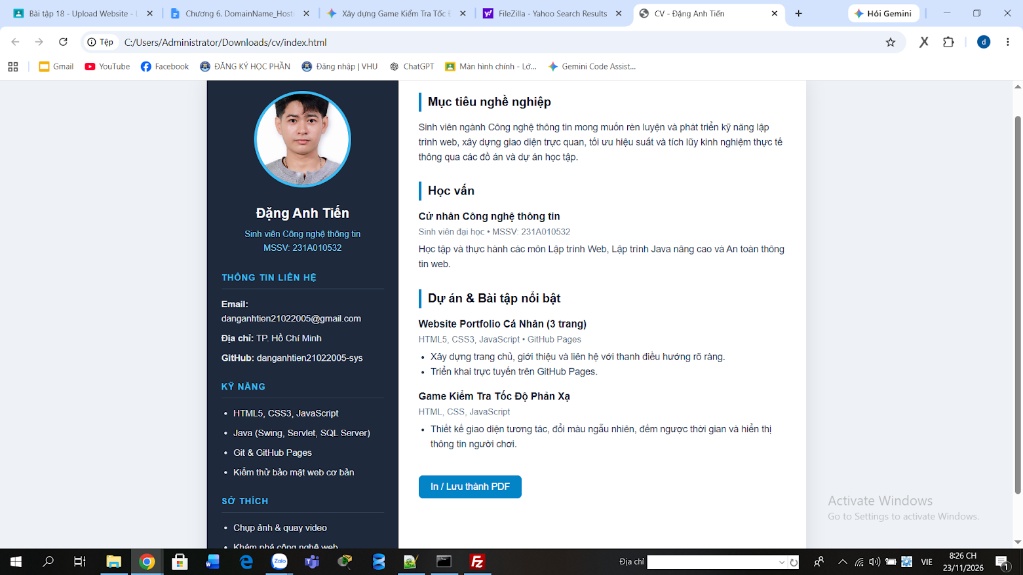 Bài tập 18 - Upload Website -
Chương 6. DomainName_Host
Xây dựng Game Kiểm Tra Tốc
FileZilla - Yahoo Search Results
CV - Đặng Anh Tiến
Hỏi Gemini
Tệp
C:/Users/Administrator/Downloads/cv/index.html
d
Gmail
YouTube
Facebook
ĐĂNG KÝ HỌC PHẦN
Đăng nhập | VHU
ChatGPT
Màn hình chính - Lớ...
Gemini Code Assist...
Đặng Anh Tiến
Sinh viên Công nghệ thông tin
MSSV: 231A010532
THÔNG TIN LIÊN HỆ
Email:
danganhtien21022005@gmail.com
Địa chỉ: TP. Hồ Chí Minh
GitHub: danganhtien21022005-sys
KỸ NĂNG
• HTML5, CSS3, JavaScript
• Java (Swing, Servlet, SQL Server)
• Git & GitHub Pages
• Kiểm thử bảo mật web cơ bản
SỞ THÍCH
• Chụp ảnh & quay video
• Khám phá công nghệ web
Mục tiêu nghề nghiệp
Sinh viên ngành Công nghệ thông tin mong muốn rèn luyện và phát triển kỹ năng lập
trình web, xây dựng giao diện trực quan, tối ưu hiệu suất và tích lũy kinh nghiệm thực tế
thông qua các đồ án và dự án học tập.
Học vấn
Cử nhân Công nghệ thông tin
Sinh viên đại học • MSSV: 231A010532
Học tập và thực hành các môn Lập trình Web, Lập trình Java nâng cao và An toàn thông
tin web.
Dự án & Bài tập nổi bật
Website Portfolio Cá Nhân (3 trang)
HTML5, CSS3, JavaScript • GitHub Pages
• Xây dựng trang chủ, giới thiệu và liên hệ với thanh điều hướng rõ ràng.
• Triển khai trực tuyến trên GitHub Pages.
Game Kiểm Tra Tốc Độ Phản Xạ
HTML, CSS, JavaScript
• Thiết kế giao diện tương tác, đổi màu ngẫu nhiên, đếm ngược thời gian và hiển thị
thông tin người chơi.
In / Lưu thành PDF
Activate Windows
Go to Settings to activate Windows.
Zalo
Địa chỉ
VIE
8:26 CH
23/11/2026
1